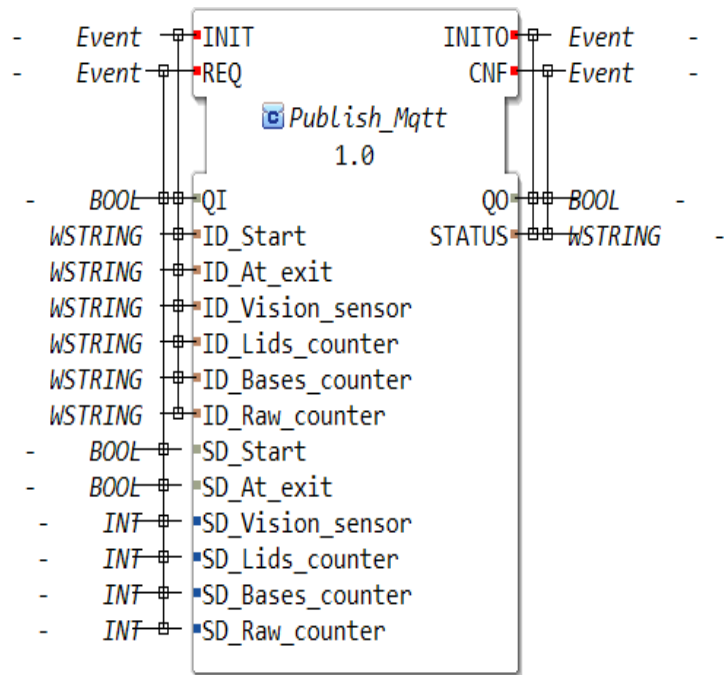 - Event INIT INITO Event -
- Event REQ CNF Event -
C Publish_Mqtt
1.0
- BOOL QI QO BOOL -
WSTRING ID_Start STATUS WSTRING -
WSTRING ID_At_exit
WSTRING ID_Vision_sensor
WSTRING ID_Lids_counter
WSTRING ID_Bases_counter
WSTRING ID_Raw_counter
- BOOL SD_Start
- BOOL SD_At_exit
- INT SD_Vision_sensor
- INT SD_Lids_counter
- INT SD_Bases_counter
- INT SD_Raw_counter